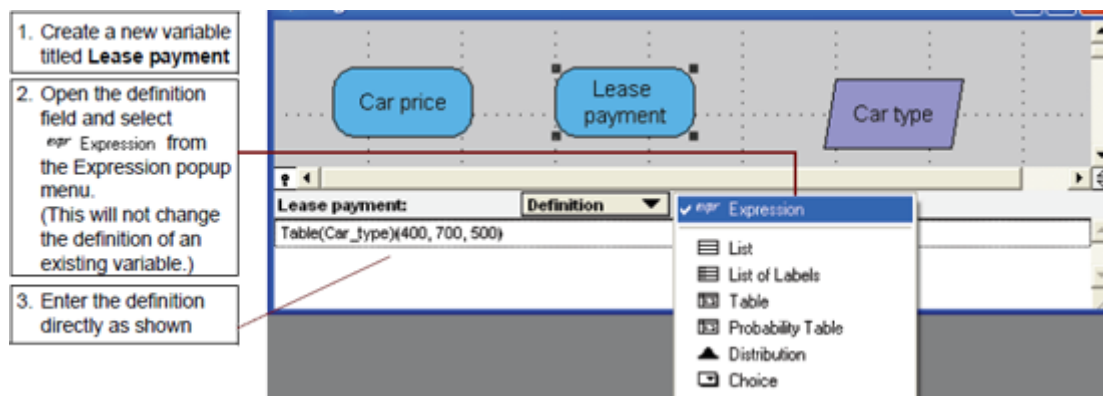 1. Create a new variable
titled Lease payment
2. Open the definition
field and select
expr Expression from
the Expression popup
menu.
(This will not change
the definition of an
existing variable.)
3. Enter the definition
directly as shown
Car price
Lease
payment
Car type
Lease payment:
Definition
expr Expression
Table(Car_type)(400, 700, 500)
List
List of Labels
Table
Probability Table
Distribution
Choice